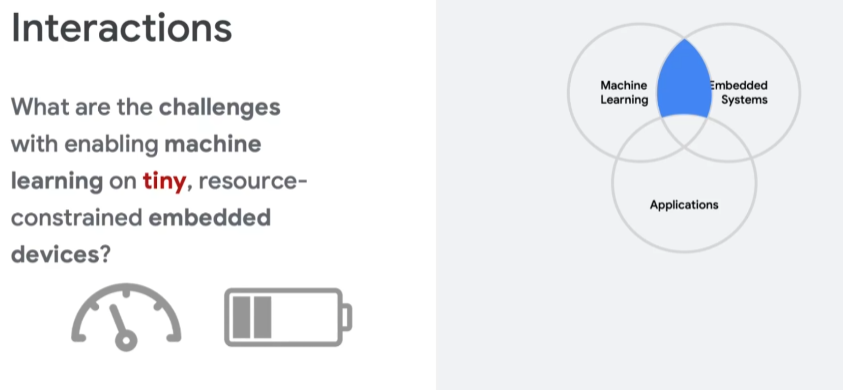 Interactions
What are the challenges
with enabling machine
learning on tiny, resource-
constrained embedded
devices?
Machine
Learning
Embedded
Systems
Applications